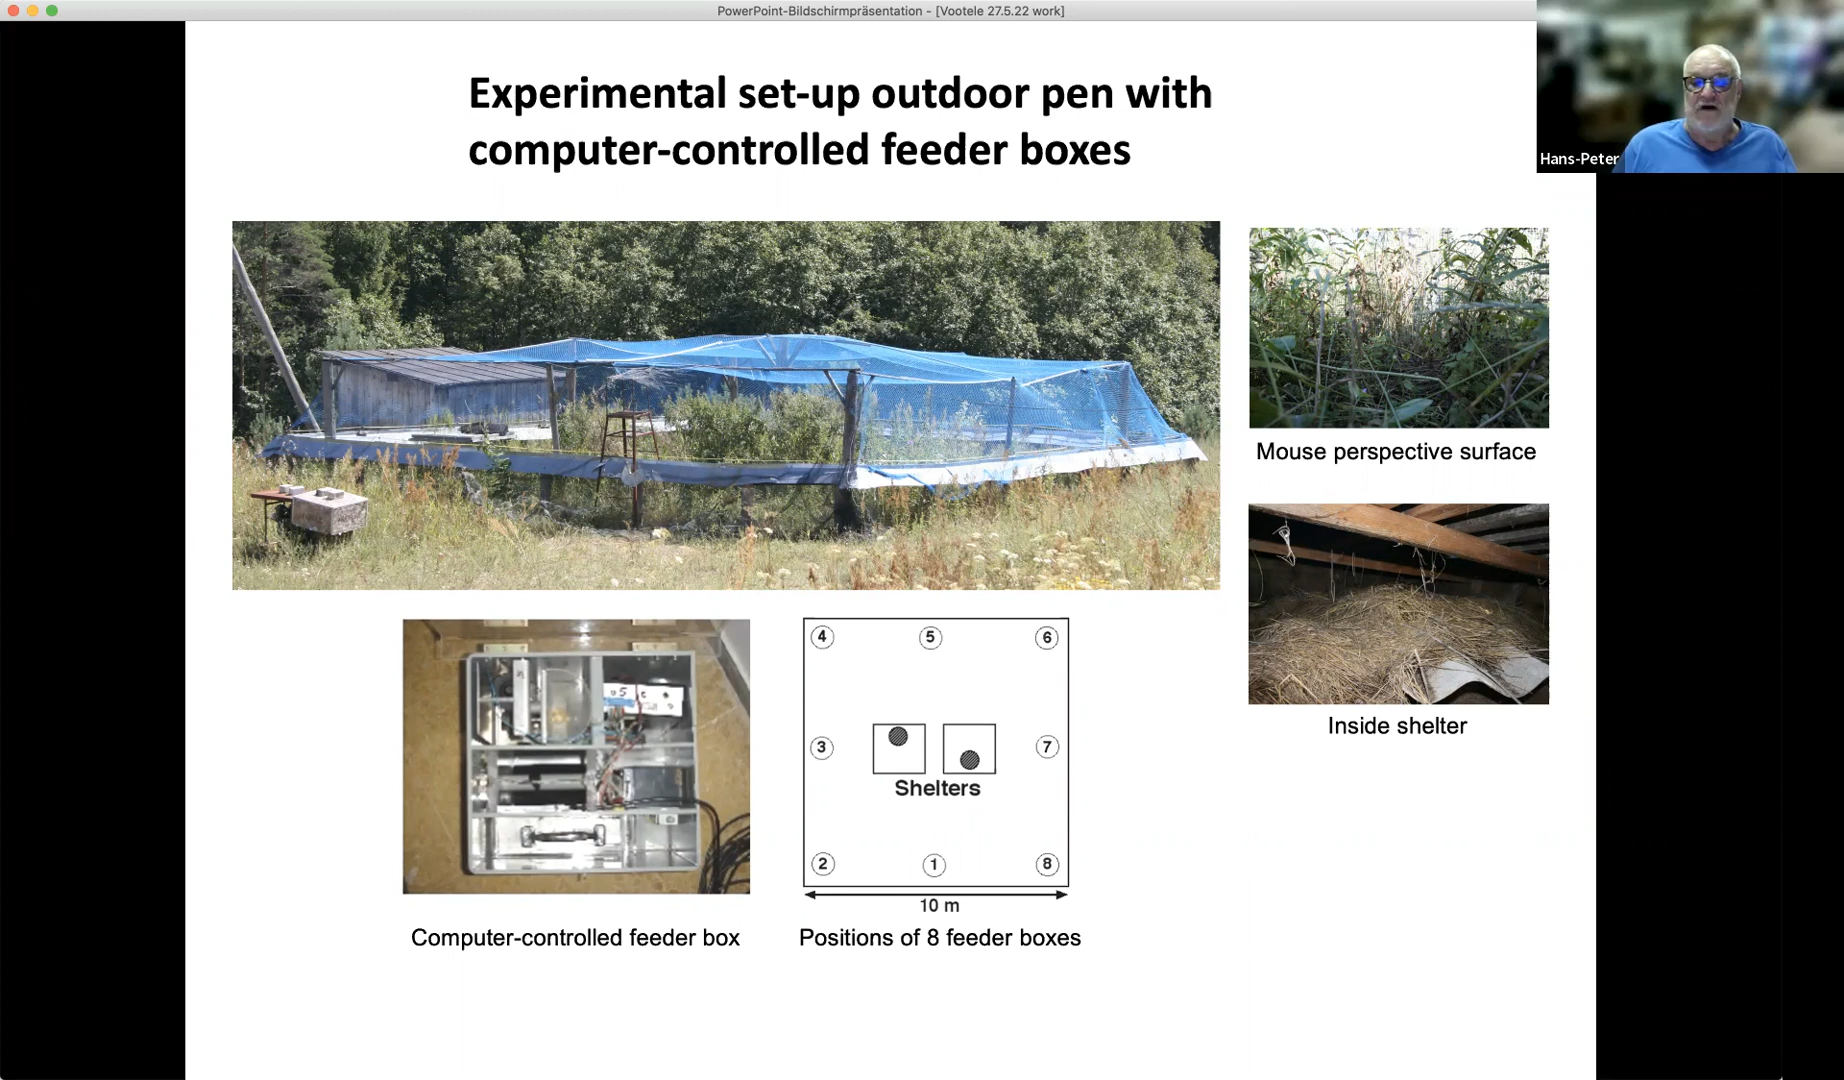 PowerPoint-Bildschirmpräsentation - [Vootele 27.5.22 work]
Experimental set-up outdoor pen with
computer-controlled feeder boxes
Hans-Peter
Mouse perspective surface
Inside shelter
5
Computer-controlled feeder box
4 5 6
3 7
Shelters
2 1 8
10 m
Positions of 8 feeder boxes